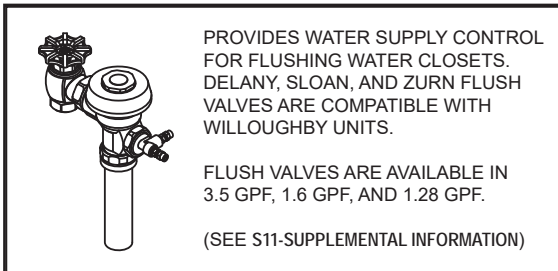 PROVIDES WATER SUPPLY CONTROL
FOR FLUSHING WATER CLOSETS.
DELANY, SLOAN, AND ZURN FLUSH
VALVES ARE COMPATIBLE WITH
WILLOUGHBY UNITS.
FLUSH VALVES ARE AVAILABLE IN
3.5 GPF, 1.6 GPF, AND 1.28 GPF.
(SEE S11-SUPPLEMENTAL INFORMATION)